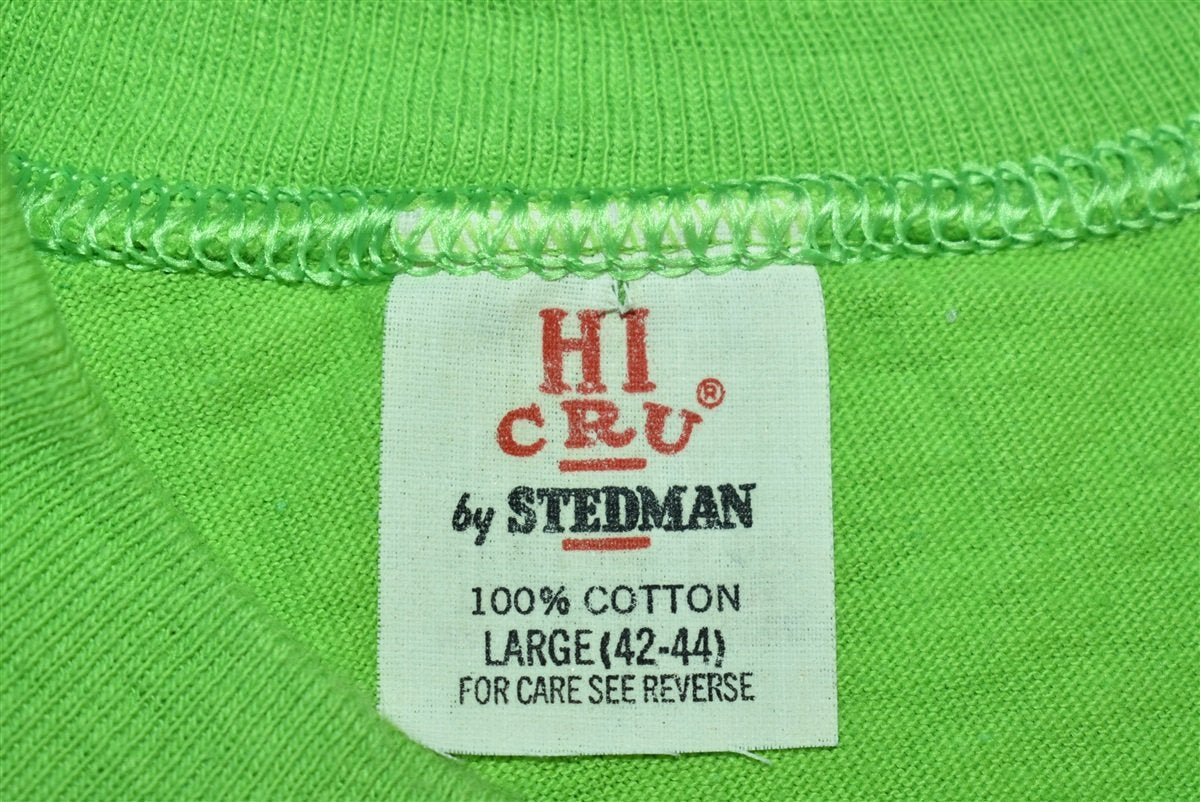 HI
CRU®
by STEDMAN
100% COTTON
LARGE (42-44)
FOR CARE SEE REVERSE